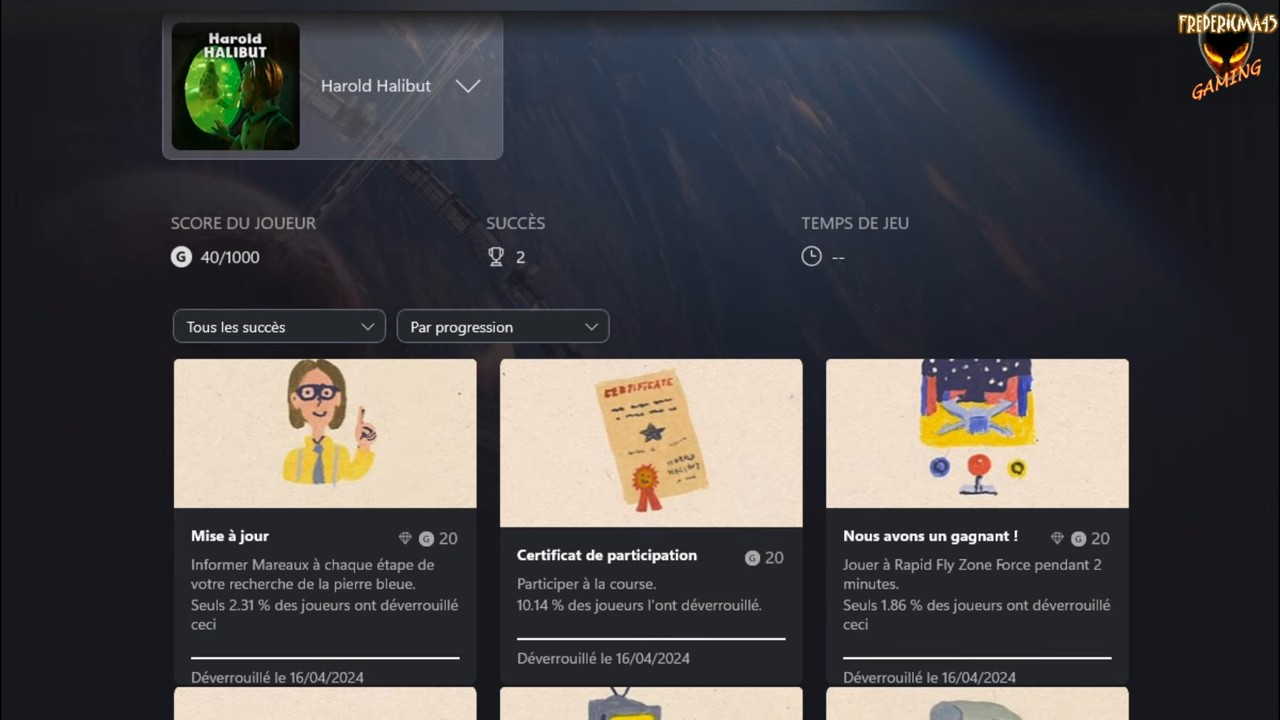 Harold
HALIBUT
Harold Halibut
FREDERICMA45
GAMING
SCORE DU JOUEUR
SUCCÈS
TEMPS DE JEU
G 40/1000
2
--
Tous les succès
Par progression
CERTIFICATE
Mise à jour
G 20
Informer Mareaux à chaque étape de
votre recherche de la pierre bleue.
Seuls 2.31 % des joueurs ont déverrouillé
ceci
Déverrouillé le 16/04/2024
Certificat de participation
G 20
Participer à la course.
10.14 % des joueurs l'ont déverrouillé.
Déverrouillé le 16/04/2024
Nous avons un gagnant !
G 20
Jouer à Rapid Fly Zone Force pendant 2
minutes.
Seuls 1.86 % des joueurs ont déverrouillé
ceci
Déverrouillé le 16/04/2024